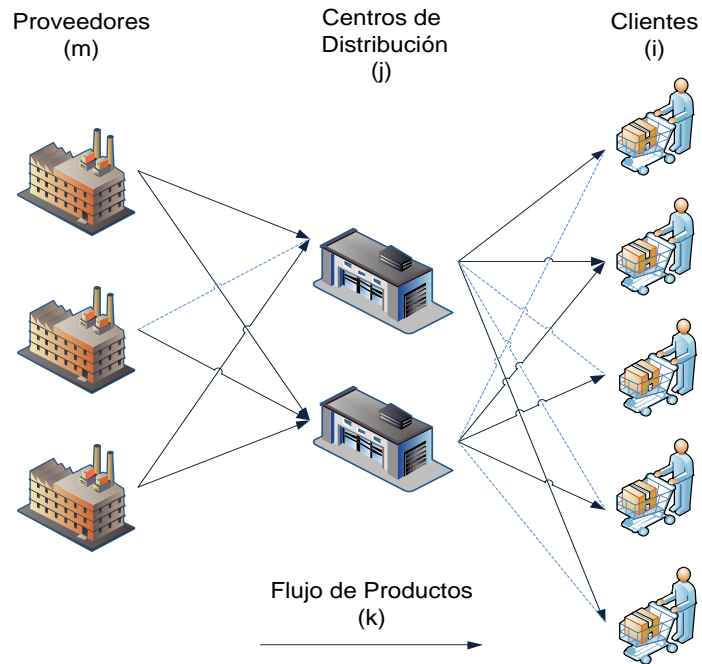 Proveedores
(m)
Centros de
Distribución
(j)
Clientes
(i)
Flujo de Productos
(k)